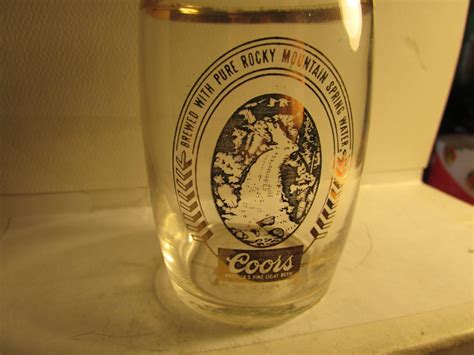 BREWED WITH PURE ROCKY MOUNTAIN SPRING WATER
Coors
AMERICA'S FINE LIGHT BEER